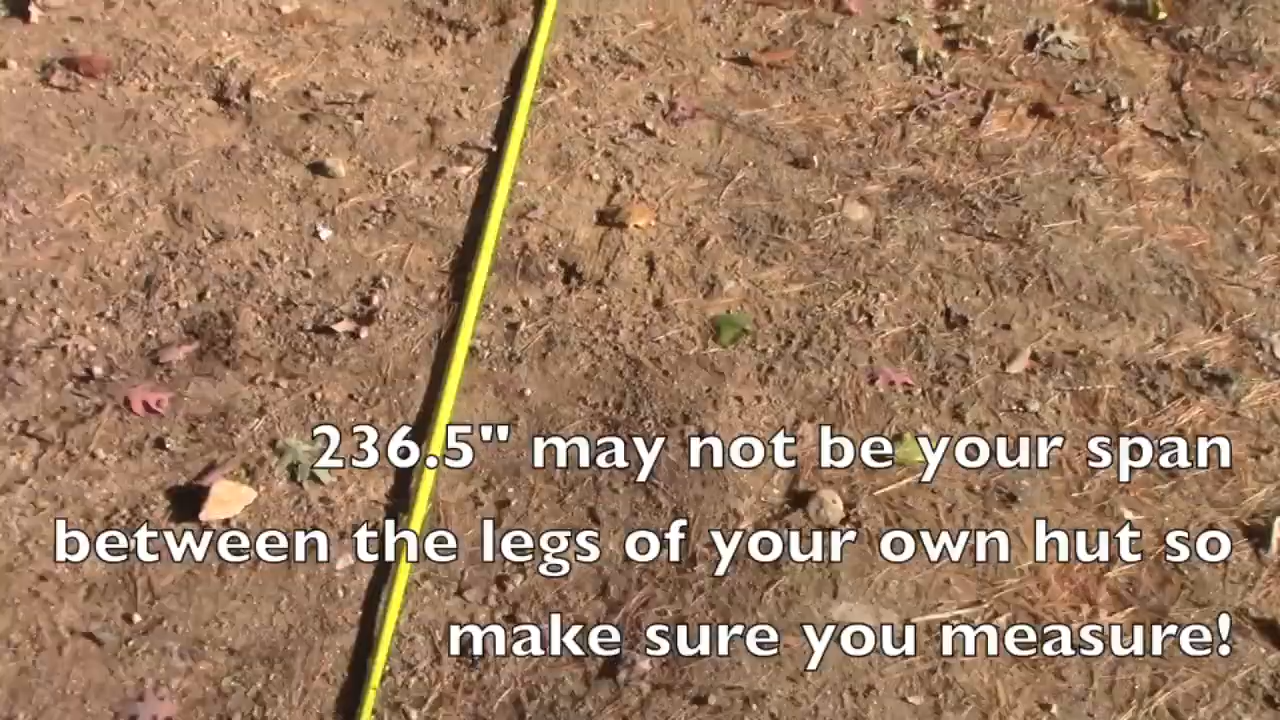 236.5" may not be your span
between the legs of your own hut so
make sure you measure!